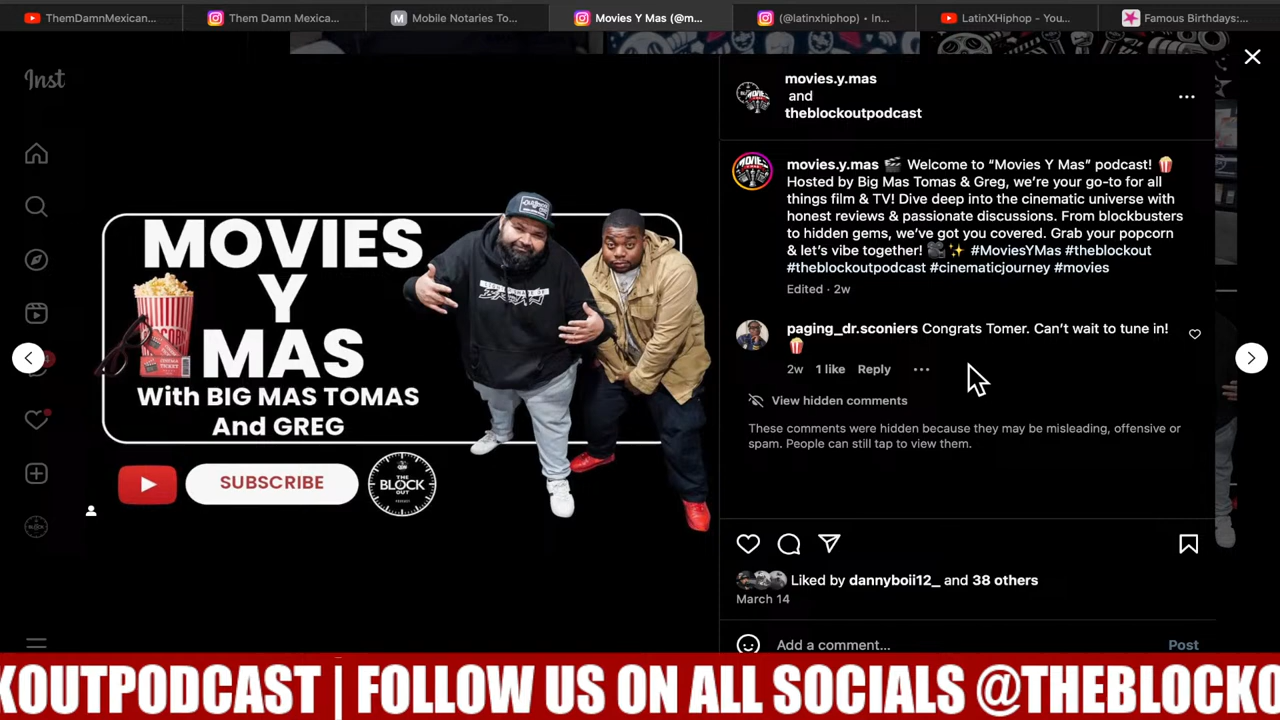 ThemDamnMexican...
Them Damn Mexica...
M
Mobile Notaries To...
Movies Y Mas (@m...
(@latinxhiphop) • In...
LatinXHiphop - You...
Famous Birthdays:...
Inst
movies.y.mas
and
theblockoutpodcast
movies.y.mas 🎬 Welcome to “Movies Y Mas” podcast! 🍿
Hosted by Big Mas Tomas & Greg, we’re your go-to for all
things film & TV! Dive deep into the cinematic universe with
honest reviews & passionate discussions. From blockbusters
to hidden gems, we’ve got you covered. Grab your popcorn
& let’s vibe together! 🎥✨ #MoviesYMas #theblockout
#theblockoutpodcast #cinematicjourney #movies
Edited · 2w
paging_dr.sconiers Congrats Tomer. Can’t wait to tune in!
🍿
2w 1 like Reply ...
View hidden comments
These comments were hidden because they may be misleading, offensive or
spam. People can still tap to view them.
Liked by dannyboii12_ and 38 others
March 14
Add a comment...
Post
MOVIES
Y
MAS
With BIG MAS TOMAS
And GREG
SUBSCRIBE
THE
BLOCK
OUT
PODCAST
KOUTPODCAST | FOLLOW US ON ALL SOCIALS @THEBLOCKO